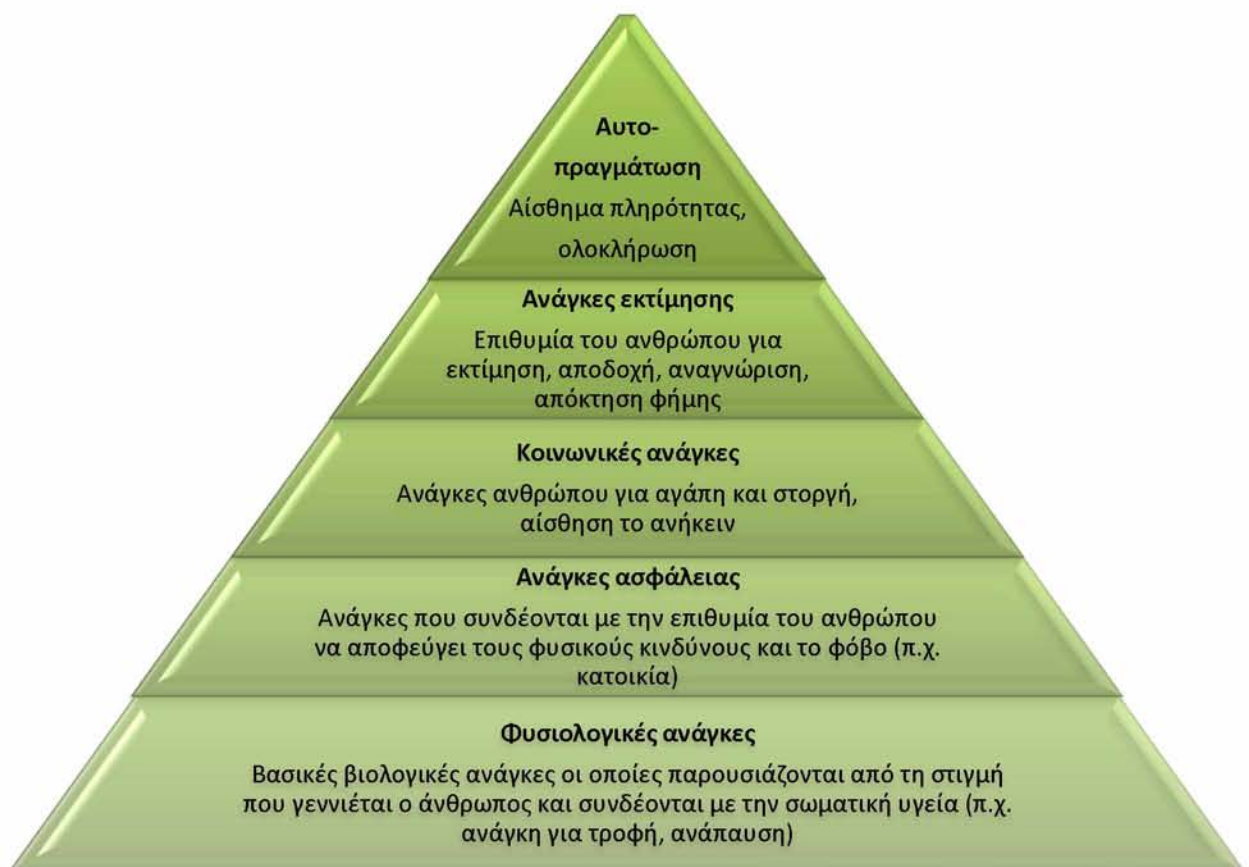 Αυτο-
πραγμάτωση
Αίσθημα πληρότητας,
ολοκλήρωση
Ανάγκες εκτίμησης
Επιθυμία του ανθρώπου για
εκτίμηση, αποδοχή, αναγνώριση,
απόκτηση φήμης
Κοινωνικές ανάγκες
Ανάγκες ανθρώπου για αγάπη και στοργή,
αίσθηση το ανήκειν
Ανάγκες ασφάλειας
Ανάγκες που συνδέονται με την επιθυμία του ανθρώπου
να αποφεύγει τους φυσικούς κινδύνους και το φόβο (π.χ.
κατοικία)
Φυσιολογικές ανάγκες
Βασικές βιολογικές ανάγκες οι οποίες παρουσιάζονται από τη στιγμή
που γεννιέται ο άνθρωπος και συνδέονται με την σωματική υγεία (π.χ.
ανάγκη για τροφή, ανάπαυση)